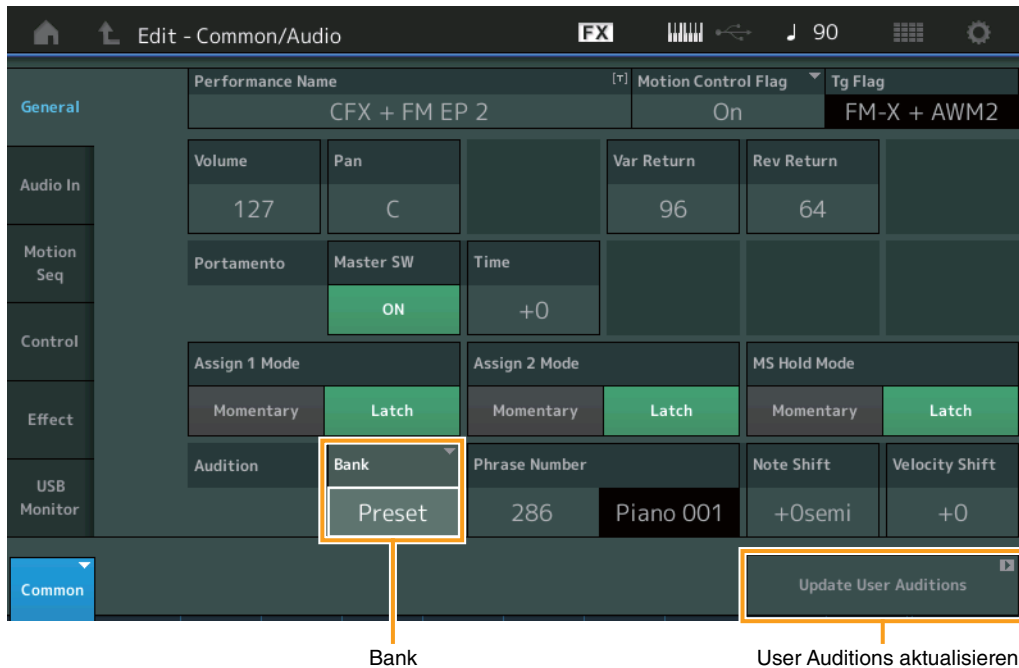 Edit - Common/Audio FX 90
General
Performance Name [T] Motion Control Flag Tg Flag
CFX + FM EP 2 On FM-X + AWM2
Audio In
Volume Pan Var Return Rev Return
127 C 96 64
Motion
Seq
Portamento Master SW Time
ON +0
Control
Assign 1 Mode Assign 2 Mode MS Hold Mode
Momentary Latch Momentary Latch Momentary Latch
Effect
Audition Bank Phrase Number Note Shift Velocity Shift
Preset 286 Piano 001 +0semi +0
USB
Monitor
Common Update User Auditions
Bank User Auditions aktualisieren